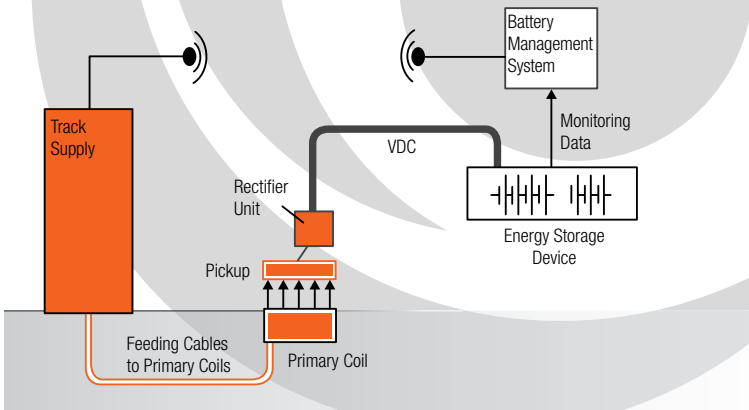 Battery
Management
System
Track
Supply
Monitoring
Data
VDC
Rectifier
Unit
Energy Storage
Device
Pickup
Feeding Cables
to Primary Coils
Primary Coil